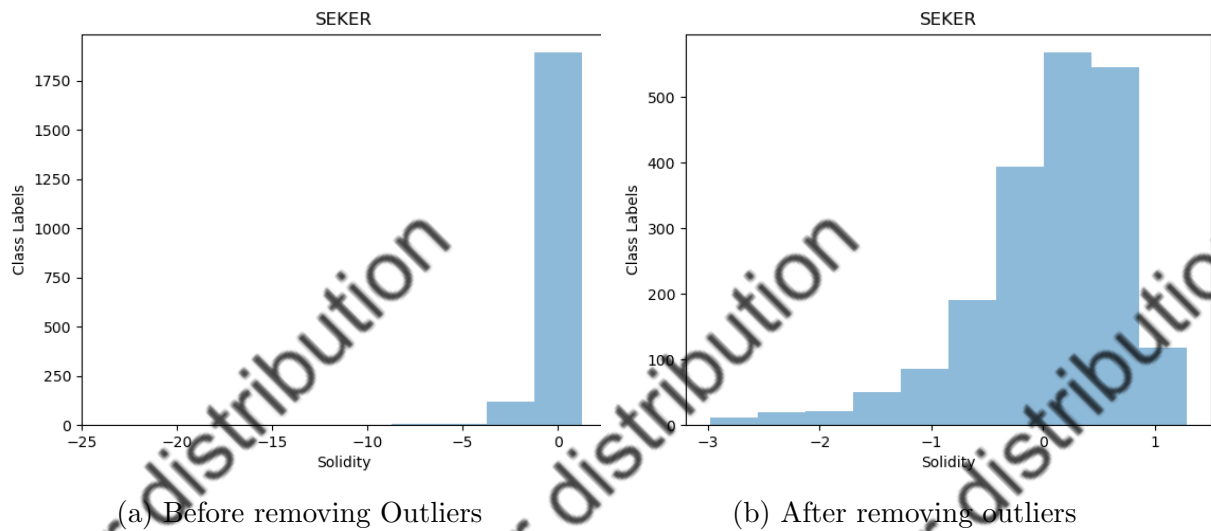 SEKER
1750
1500
1250
1000
750
500
250
0
Class Labels
−25
−20
−15
−10
−5
0
Solidity
(a) Before removing Outliers
SEKER
500
400
300
200
100
0
Class Labels
−3
−2
−1
0
1
Solidity
(b) After removing outliers
distribution
distribution
distribution